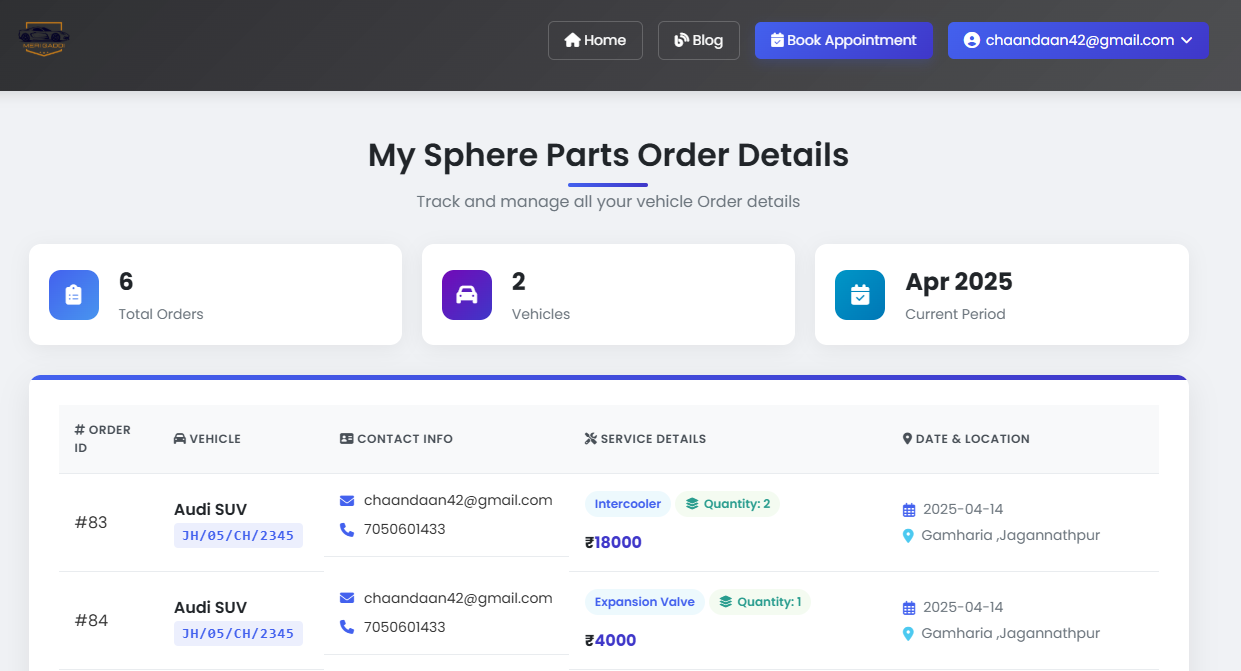 MERI GADDI
Home
Blog
Book Appointment
chaandaan42@gmail.com
My Sphere Parts Order Details
Track and manage all your vehicle Order details
6
Total Orders
2
Vehicles
Apr 2025
Current Period
# ORDER
ID
VEHICLE
CONTACT INFO
SERVICE DETAILS
DATE & LOCATION
#83
Audi SUV
JH/05/CH/2345
chaandaan42@gmail.com
7050601433
Intercooler
Quantity: 2
₹18000
2025-04-14
Gamharia ,Jagannathpur
#84
Audi SUV
JH/05/CH/2345
chaandaan42@gmail.com
7050601433
Expansion Valve
Quantity: 1
₹4000
2025-04-14
Gamharia ,Jagannathpur